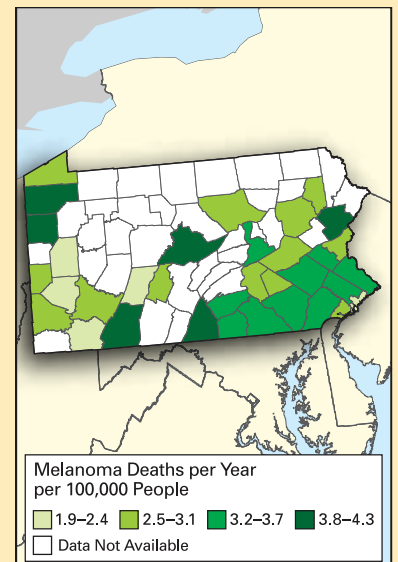 Melanoma Deaths per Year
per 100,000 People
1.9–2.4 2.5–3.1 3.2–3.7 3.8–4.3
Data Not Available